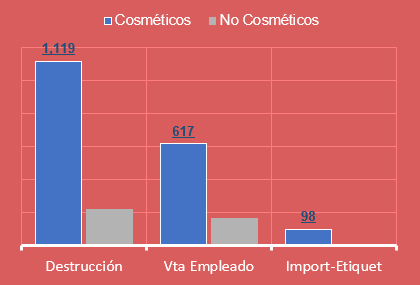 Cosméticos No Cosméticos
1.119
617
98
Destrucción Vta Empleado Import-Etiquet